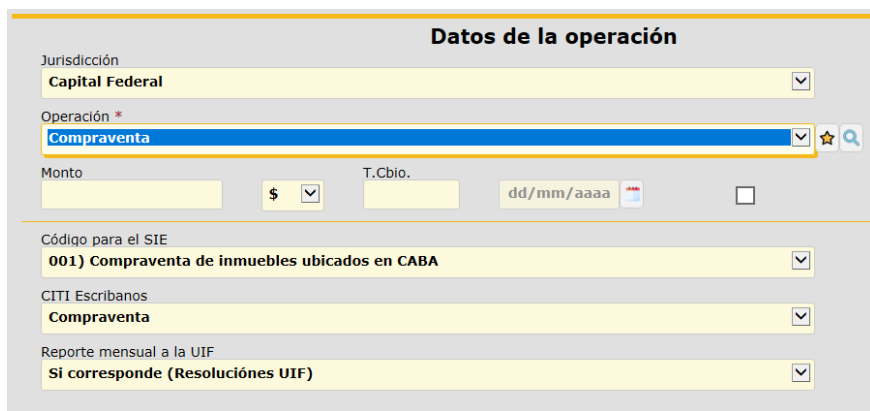 Datos de la operación
Jurisdicción
Capital Federal
Operación *
Compraventa
Monto T.Cbio.
$ dd/mm/aaaa
Código para el SIE
001) Compraventa de inmuebles ubicados en CABA
CITI Escribanos
Compraventa
Reporte mensual a la UIF
Si corresponde (Resoluciónes UIF)